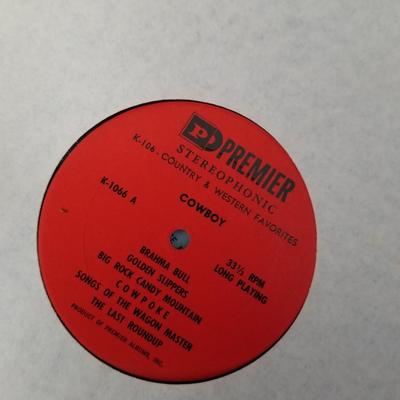 PD PREMIER
STEREOPHONIC
K-106 - COUNTRY & WESTERN FAVORITES
COWBOY
K-1066 A
33⅓ RPM
LONG PLAYING
BRAHMA BULL
GOLDEN SLIPPERS
BIG ROCK CANDY MOUNTAIN
COWPOKE
SONGS OF THE WAGON MASTER
THE LAST ROUNDUP
PRODUCT OF PREMIER ALBUMS, INC.